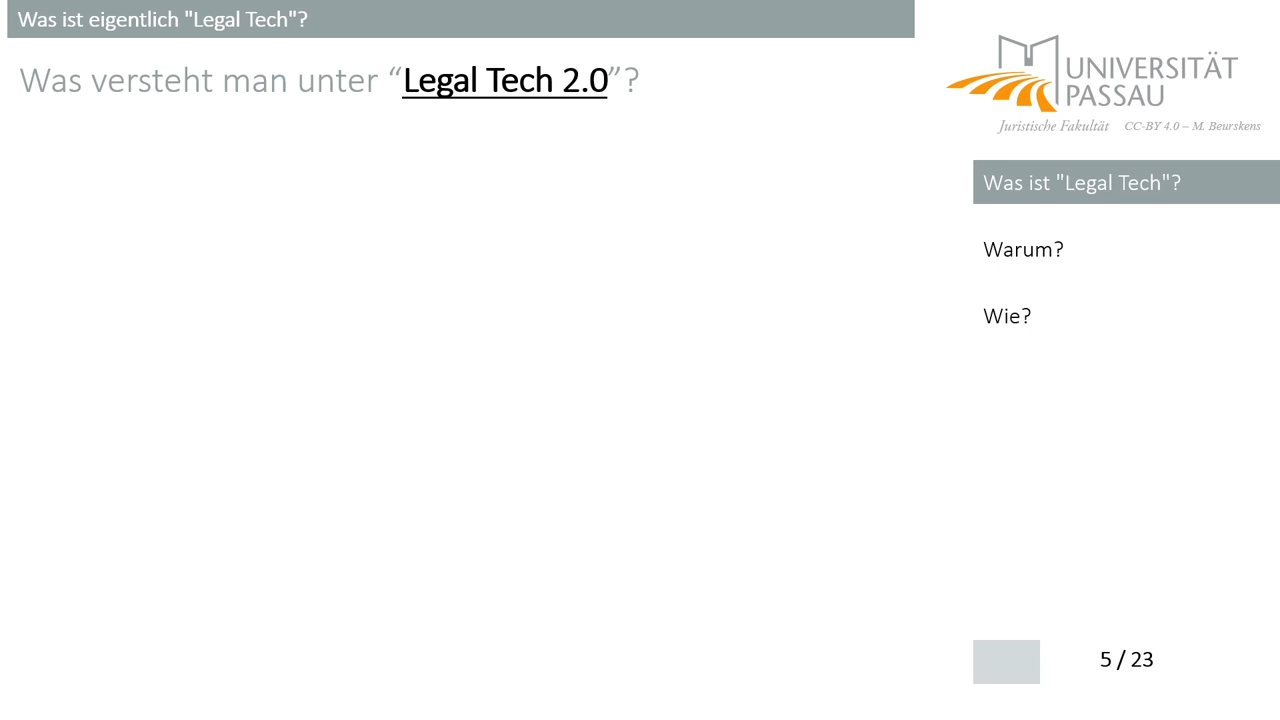 Was ist eigentlich "Legal Tech"?
Was versteht man unter “Legal Tech 2.0”?
UNIVERSITÄT
PASSAU
Juristische Fakultät CC-BY 4.0 – M. Beurskens
Was ist "Legal Tech"?
Warum?
Wie?
5 / 23